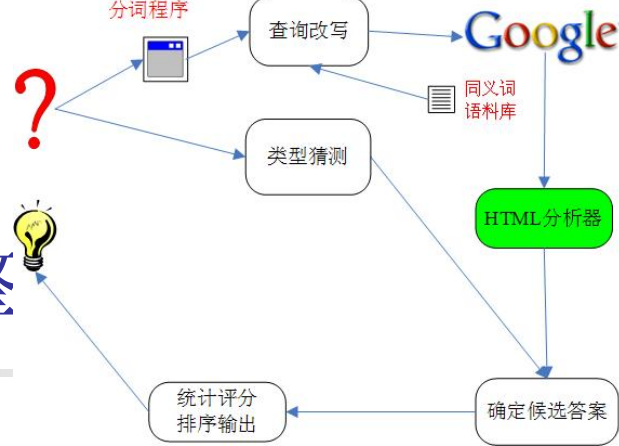 分词程序
查询改写
Google
?
同义词
语料库
类型猜测
HTML分析器
统计评分
排序输出
确定候选答案